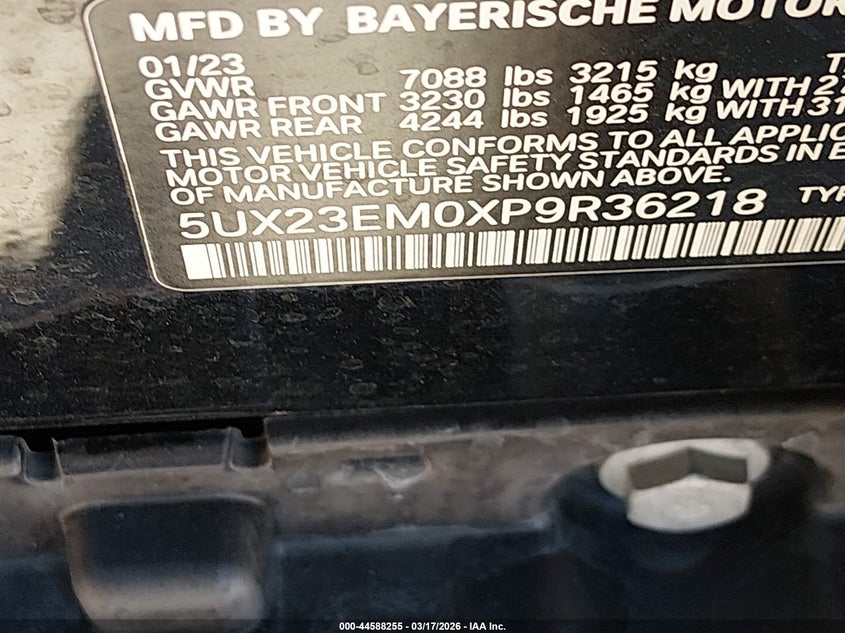 MFD BY BAYERISCHE MOTOR
01/23
GVWR 7088 lbs 3215 kg
GAWR FRONT 3230 lbs 1465 kg WITH
GAWR REAR 4244 lbs 1925 kg WITH 31
THIS VEHICLE CONFORMS TO ALL
MOTOR VEHICLE SAFETY STANDARDS IN
OF MANUFACTURE SHOWN ABOVE.
5UX23EM0XP9R36218
000-44588255 - 03/17/2026 - IAA Inc.